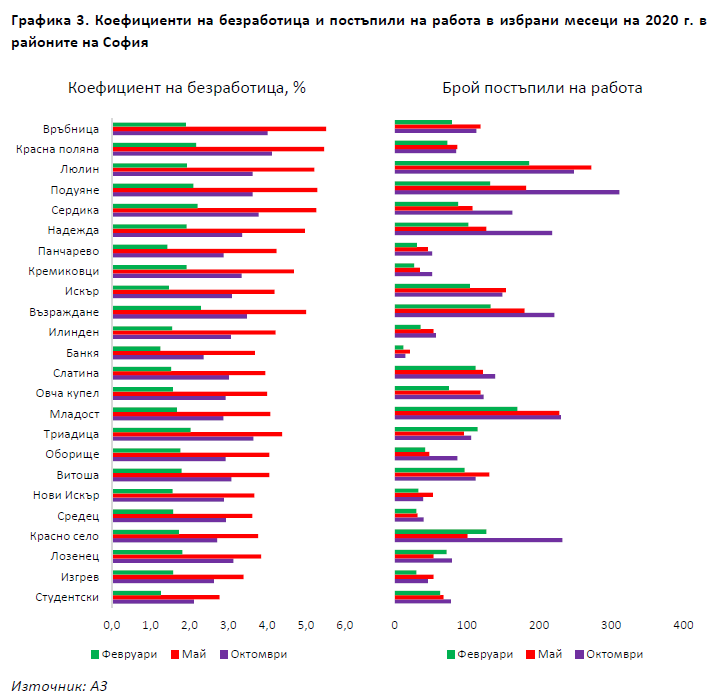 Графика 3. Коефициенти на безработица и постъпили на работа в избрани месеци на 2020 г. в
районите на София
Коефициент на безработица, %
Брой постъпили на работа
Връбница
Красна поляна
Люлин
Подуяне
Сердика
Надежда
Панчарево
Кремиковци
Искър
Възраждане
Илинден
Банкя
Слатина
Овча купел
Младост
Триадица
Оборище
Витоша
Нови Искър
Средец
Красно село
Лозенец
Изгрев
Студентски
0,0 1,0 2,0 3,0 4,0 5,0 6,0
0 100 200 300 400
Февруари Май Октомври
Февруари Май Октомври
Източник: АЗ